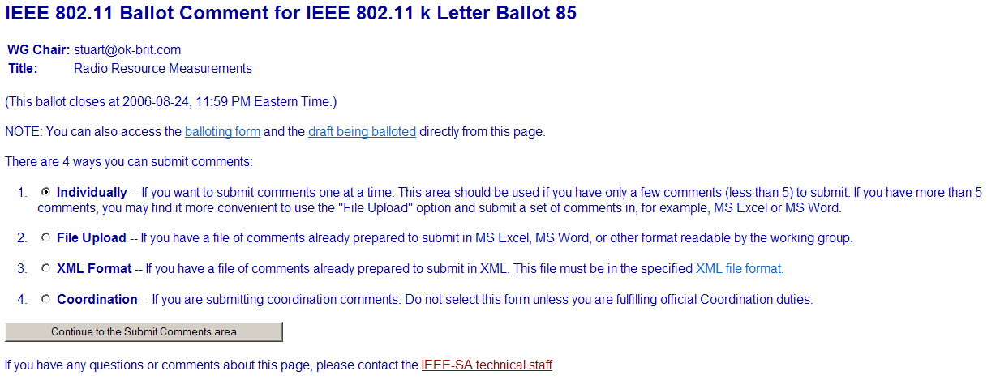 IEEE 802.11 Ballot Comment for IEEE 802.11 k Letter Ballot 85
WG Chair: stuart@ok-brit.com
Title: Radio Resource Measurements
(This ballot closes at 2006-08-24, 11:59 PM Eastern Time.)
NOTE: You can also access the balloting form and the draft being balloted directly from this page.
There are 4 ways you can submit comments:
1. Individually -- If you want to submit comments one at a time. This area should be used if you have only a few comments (less than 5) to submit. If you have more than 5
comments, you may find it more convenient to use the "File Upload" option and submit a set of comments in, for example, MS Excel or MS Word.
2. File Upload -- If you have a file of comments already prepared to submit in MS Excel, MS Word, or other format readable by the working group.
3. XML Format -- If you have a file of comments already prepared to submit in XML. This file must be in the specified XML file format.
4. Coordination -- If you are submitting coordination comments. Do not select this form unless you are fulfilling official Coordination duties.
Continue to the Submit Comments area
If you have any questions or comments about this page, please contact the IEEE-SA technical staff